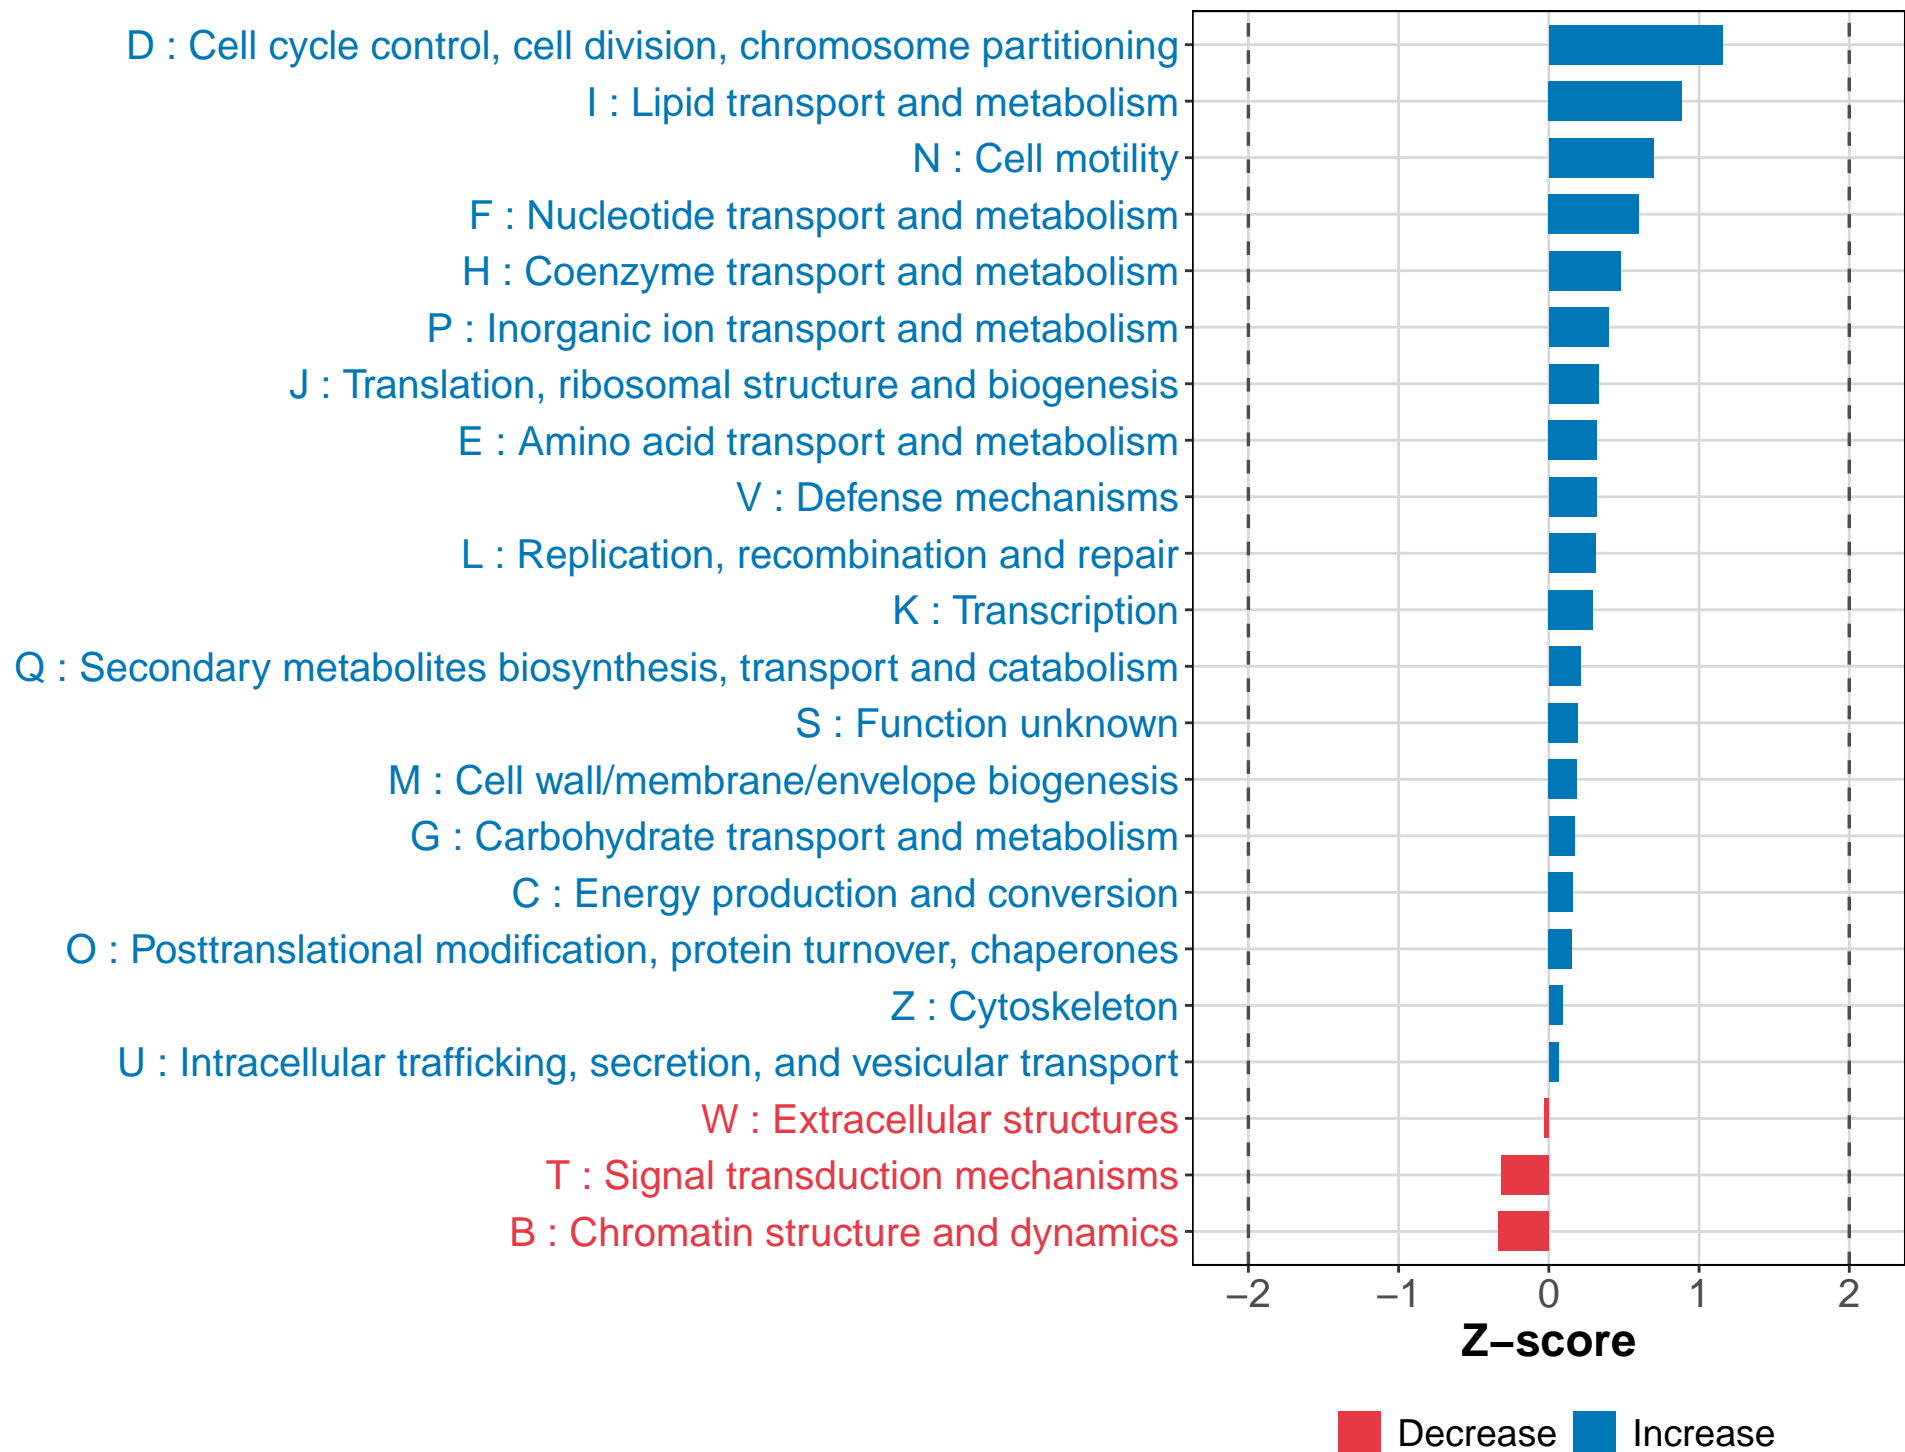 D : Cell cycle control, cell division, chromosome partitioning
I : Lipid transport and metabolism
N : Cell motility
F : Nucleotide transport and metabolism
H : Coenzyme transport and metabolism
P : Inorganic ion transport and metabolism
J : Translation, ribosomal structure and biogenesis
E : Amino acid transport and metabolism
V : Defense mechanisms
L : Replication, recombination and repair
K : Transcription
Q : Secondary metabolites biosynthesis, transport and catabolism
S : Function unknown
M : Cell wall/membrane/envelope biogenesis
G : Carbohydrate transport and metabolism
C : Energy production and conversion
O : Posttranslational modification, protein turnover, chaperones
Z : Cytoskeleton
U : Intracellular trafficking, secretion, and vesicular transport
W : Extracellular structures
T : Signal transduction mechanisms
B : Chromatin structure and dynamics
−2 −1 0 1 2
Z−score
Decrease Increase